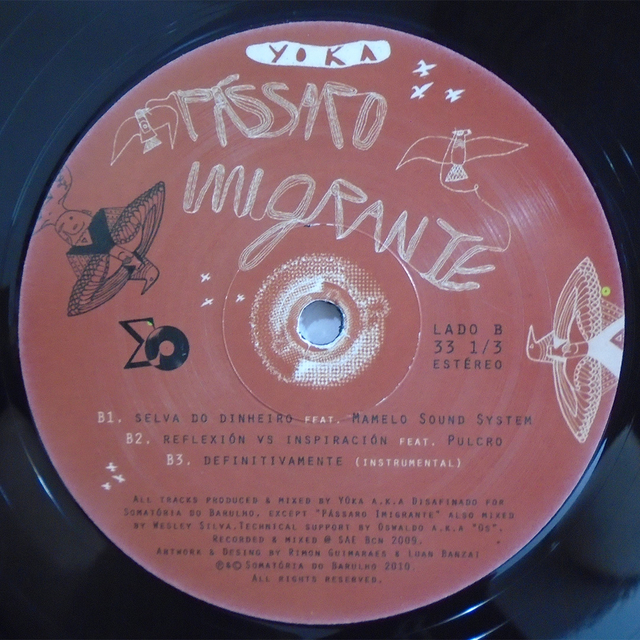 YOKA
PÁSSARO
IMIGRANTE
LADO B
33 1/3
ESTÉREO
B1. SELVA DO DINHEIRO FEAT. MAMELO SOUND SYSTEM
B2. REFLEXIÓN VS INSPIRACIÓN FEAT. PULCRO
B3. DEFINITIVAMENTE (INSTRUMENTAL)
ALL TRACKS PRODUCED & MIXED BY YÓKA A.K.A DISAFINADO FOR
SOMATÓRIA DO BARULHO, EXCEPT "PÁSSARO IMIGRANTE" ALSO MIXED
BY WESLEY SILVA.TECHNICAL SUPPORT BY OSWALDO A.K.A "OS".
RECORDED & MIXED @ SAE BCN 2009.
ARTWORK & DESING BY RIMON GUIMARAES & LUAN BANZAI
℗&© SOMATÓRIA DO BARULHO 2010.
ALL RIGHTS RESERVED.